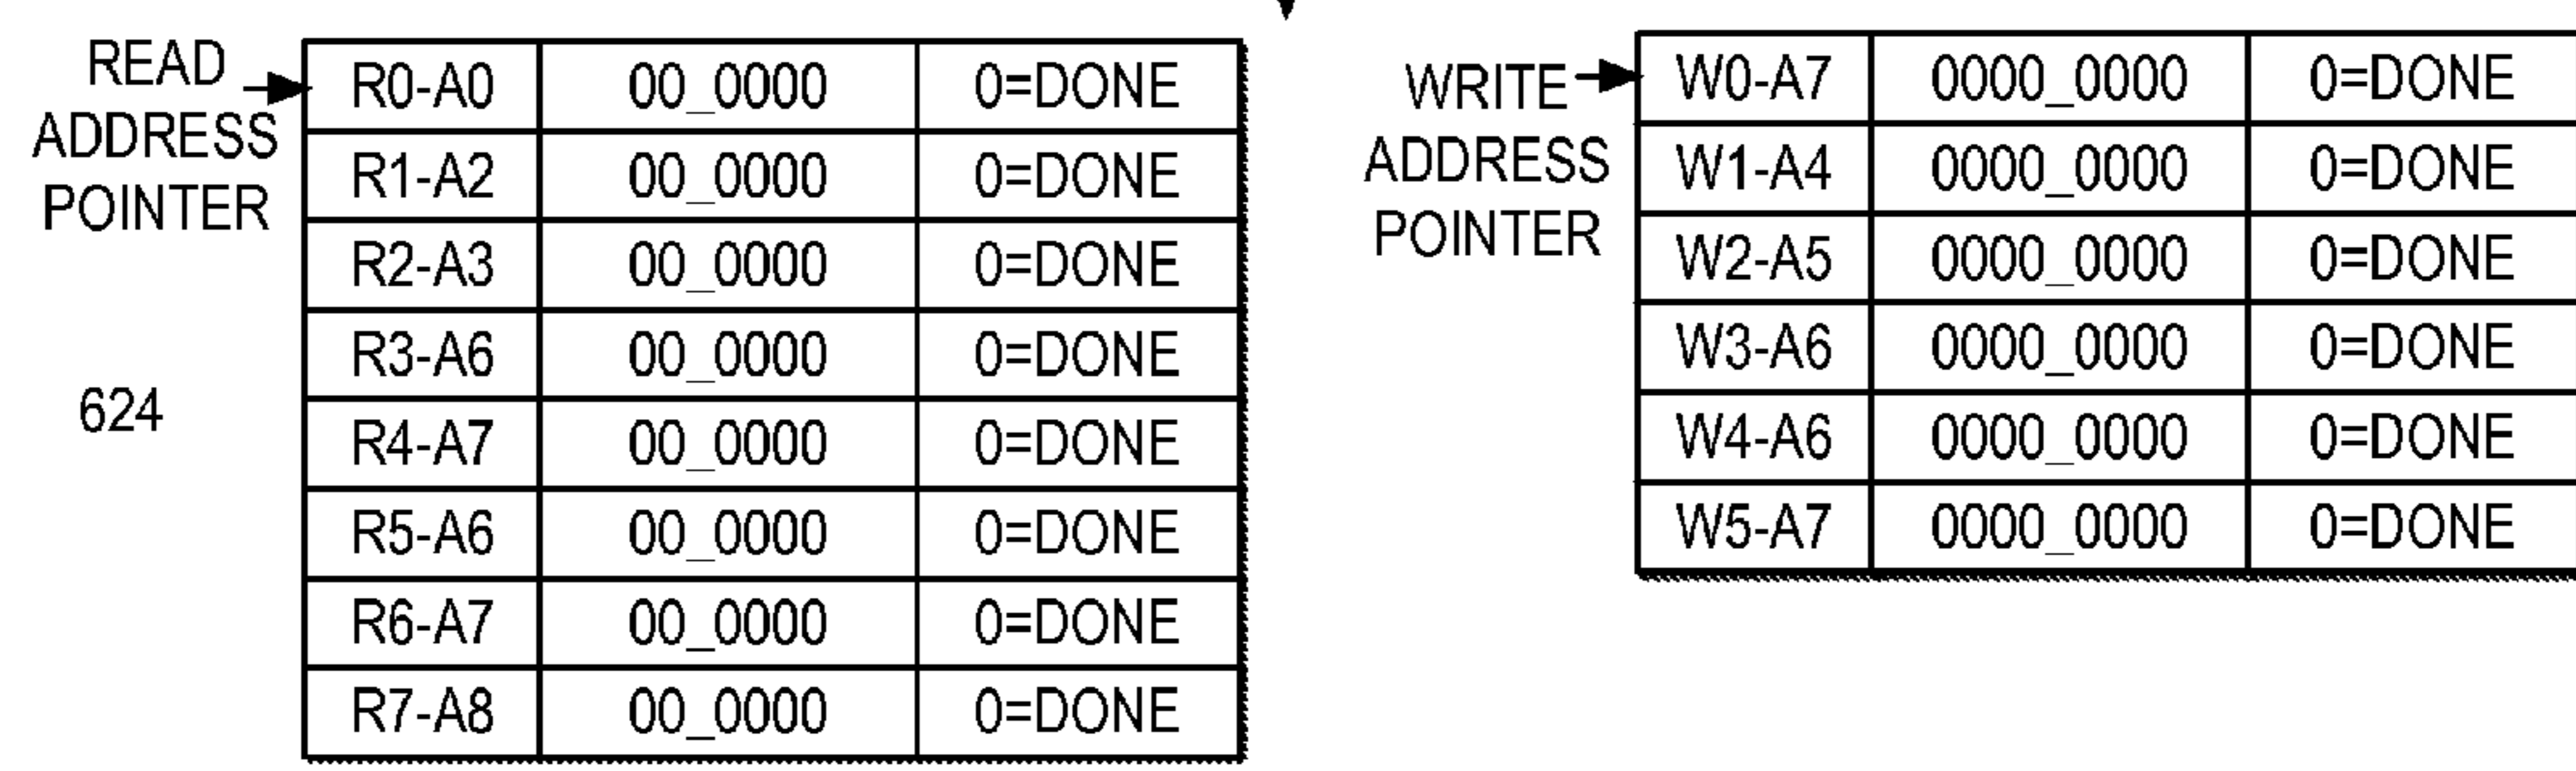 READ
ADDRESS
POINTER
R0-A0 00_0000 0=DONE
R1-A2 00_0000 0=DONE
R2-A3 00_0000 0=DONE
R3-A6 00_0000 0=DONE
R4-A7 00_0000 0=DONE
R5-A6 00_0000 0=DONE
R6-A7 00_0000 0=DONE
R7-A8 00_0000 0=DONE
624
WRITE
ADDRESS
POINTER
W0-A7 0000_0000 0=DONE
W1-A4 0000_0000 0=DONE
W2-A5 0000_0000 0=DONE
W3-A6 0000_0000 0=DONE
W4-A6 0000_0000 0=DONE
W5-A7 0000_0000 0=DONE